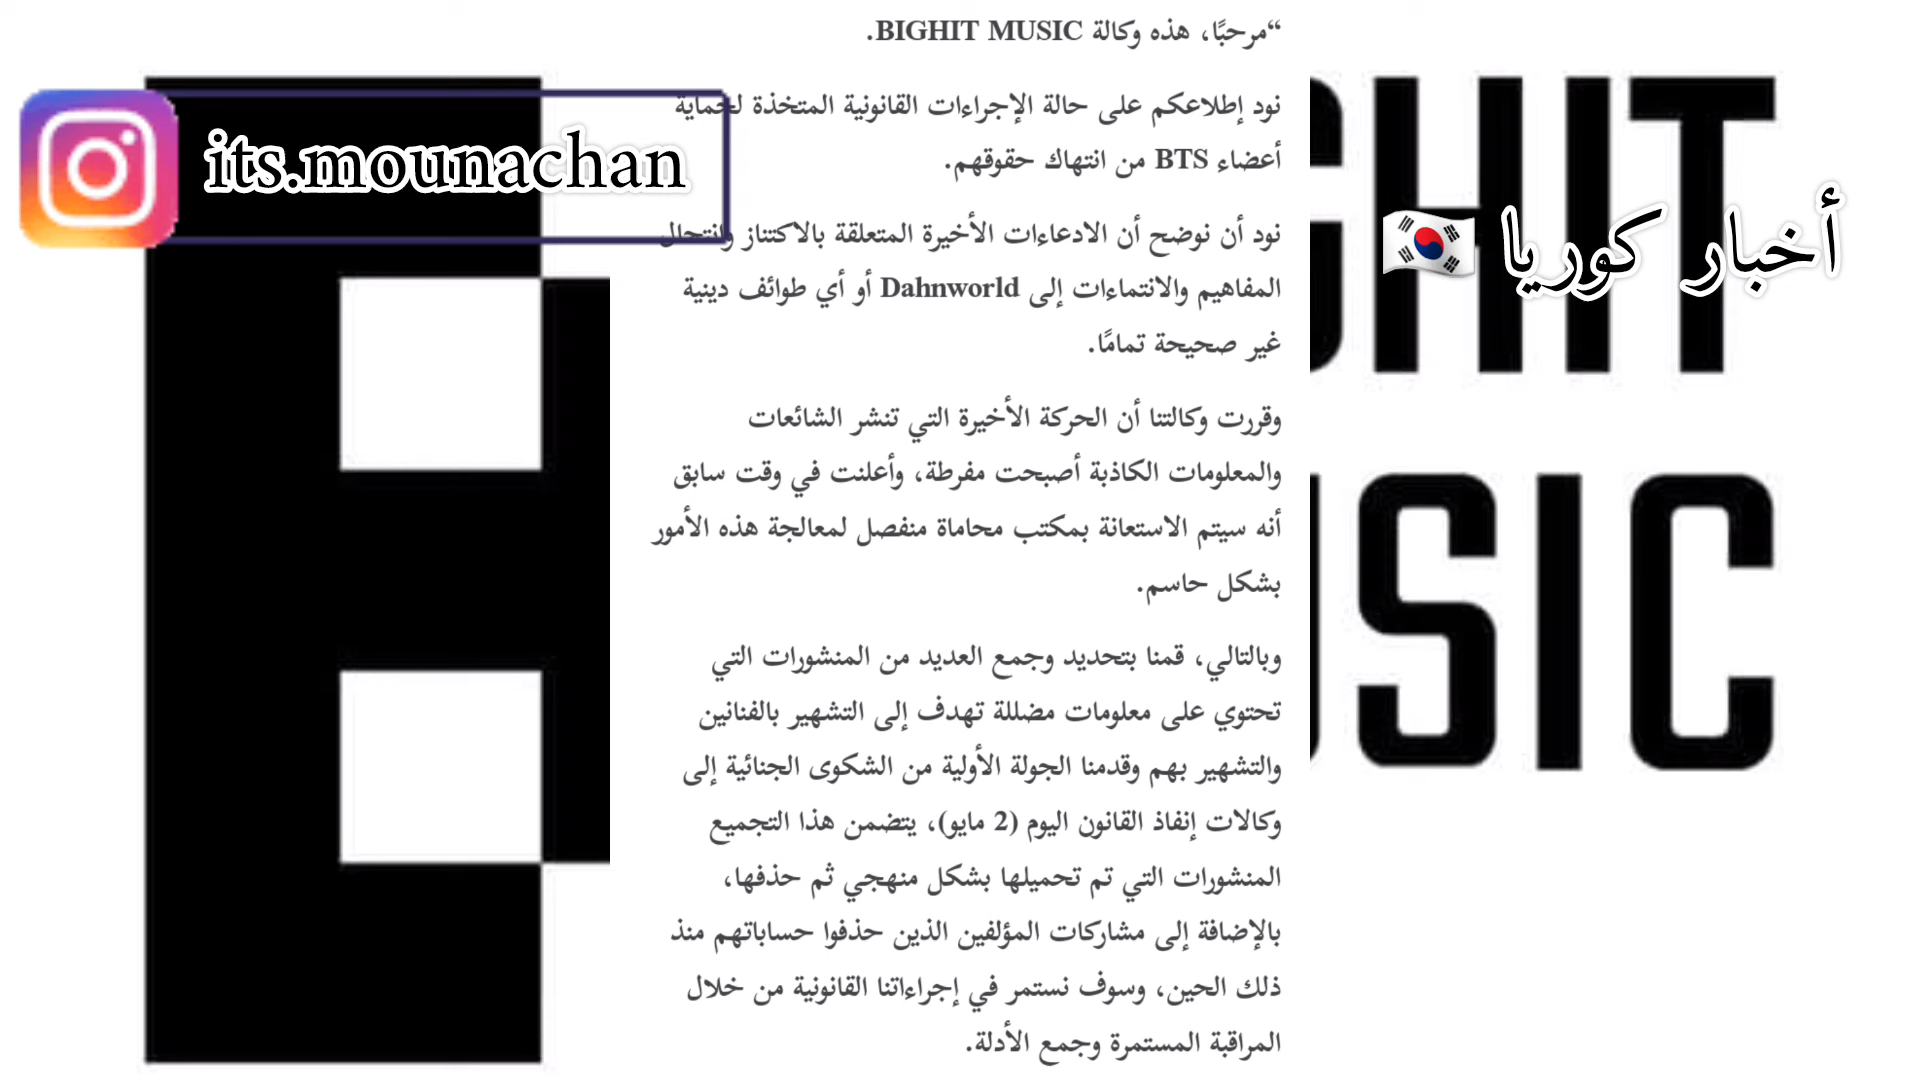 “مرحبًا، هذه وكالة BIGHIT MUSIC.
نود إطلاعكم على حالة الإجراءات القانونية المتخذة لحماية
أعضاء BTS من انتهاك حقوقهم.
نود أن نوضح أن الادعاءات الأخيرة المتعلقة بالاكتناز وانتحال
المفاهيم والانتماءات إلى Dahnworld أو أي طوائف دينية
غير صحيحة تمامًا.
وقررت وكالتنا أن الحركة الأخيرة التي تنشر الشائعات
والمعلومات الكاذبة أصبحت مفرطة، وأعلنت في وقت سابق
أنه سيتم الاستعانة بمكتب محاماة منفصل لمعالجة هذه الأمور
بشكل حاسم.
وبالتالي، قمنا بتحديد وجمع العديد من المنشورات التي
تحتوي على معلومات مضللة تهدف إلى التشهير بالفنانين
والتشهير بهم وقدمنا الجولة الأولية من الشكوى الجنائية إلى
وكالات إنفاذ القانون اليوم (2 مايو)، يتضمن هذا التجميع
المنشورات التي تم تحميلها بشكل منهجي ثم حذفها،
بالإضافة إلى مشاركات المؤلفين الذين حذفوا حساباتهم منذ
ذلك الحين، وسوف نستمر في إجراءاتنا القانونية من خلال
المراقبة المستمرة وجمع الأدلة.
its.mounachan
أخبار كوريا 🇰🇷
GHIT
USIC